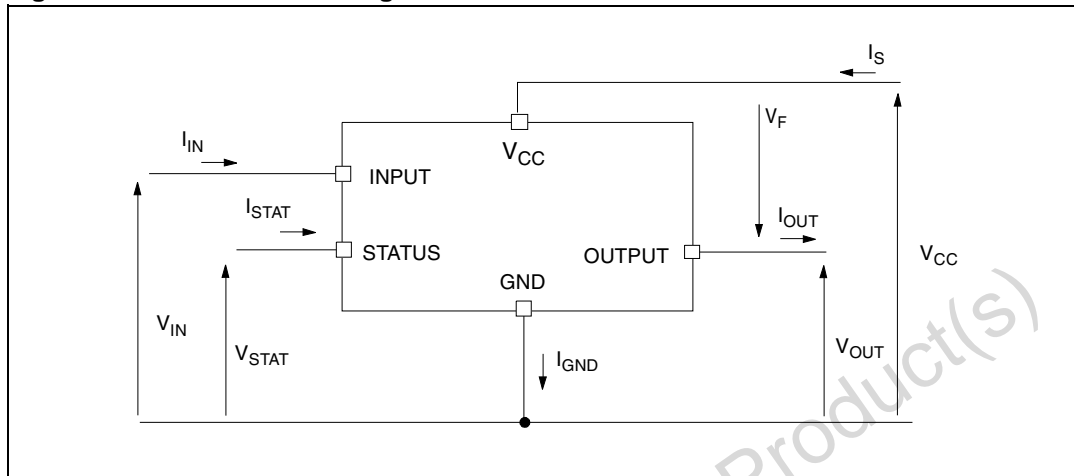 I_S
V_F
V_CC
I_IN
INPUT
I_STAT
STATUS
I_OUT
OUTPUT
V_CC
GND
V_IN
V_STAT
V_OUT
I_GND
Product(s)